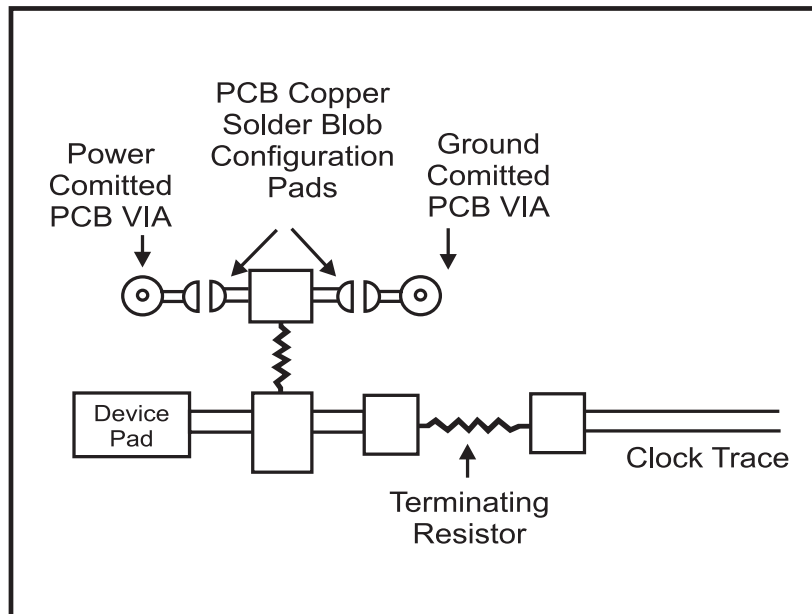 PCB Copper
Solder Blob
Configuration
Pads
Power
Comitted
PCB VIA
Ground
Comitted
PCB VIA
Device
Pad
Clock Trace
Terminating
Resistor